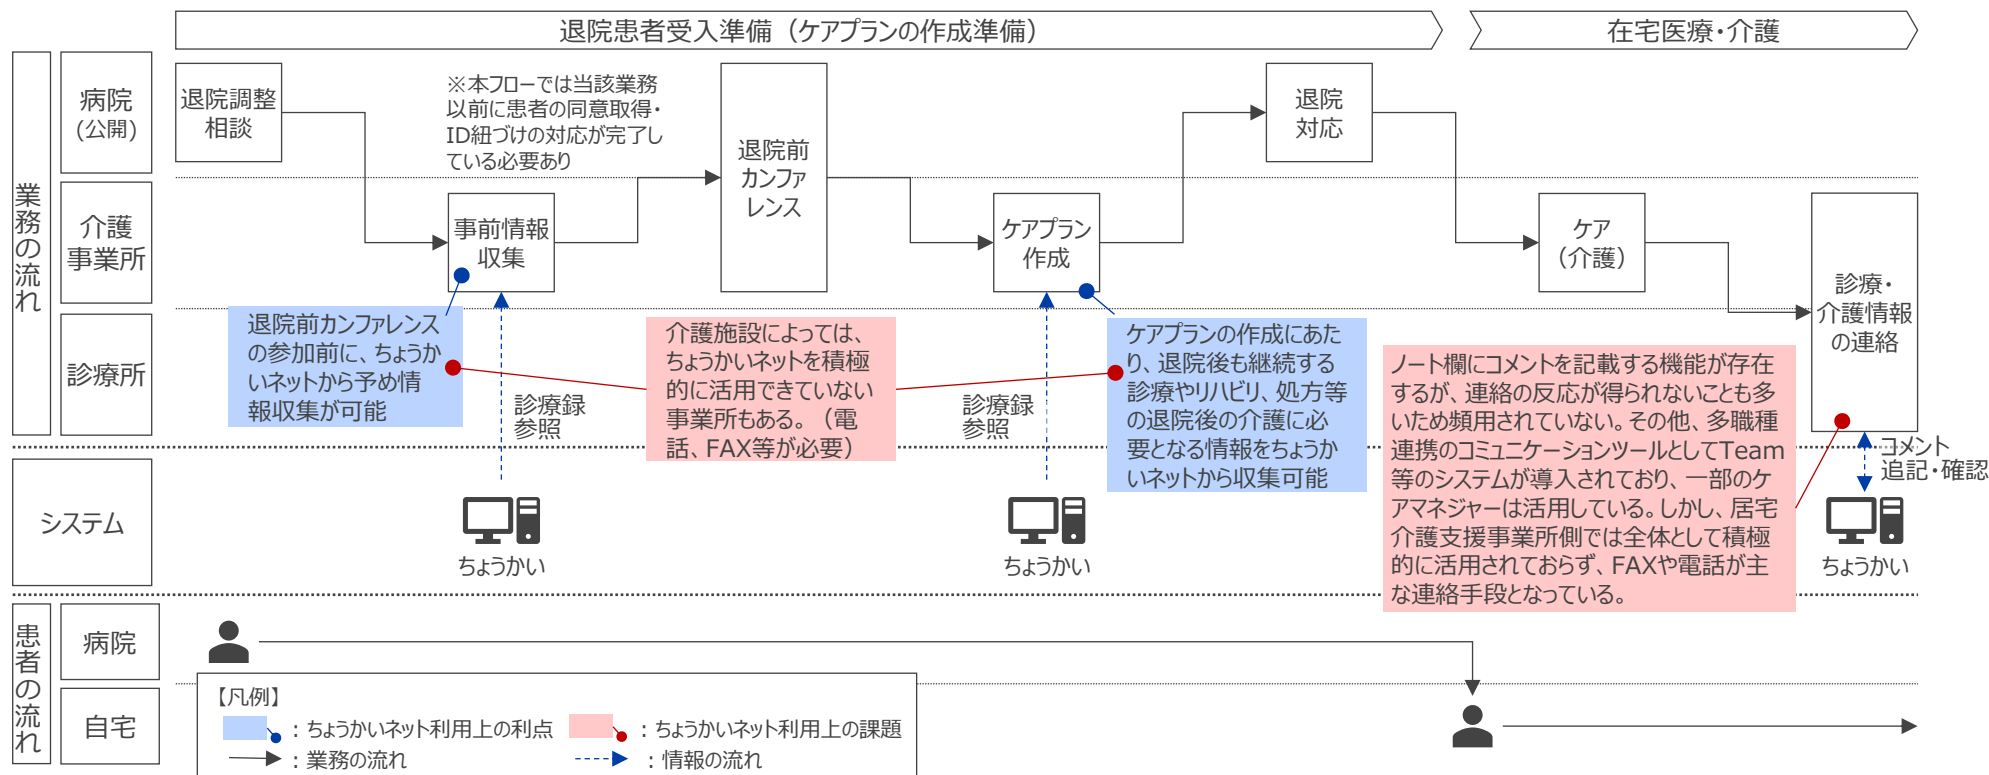 退院患者受入準備（ケアプランの作成準備）
在宅医療・介護
業務の流れ
病院
(公開)
介護
事業所
診療所
システム
患者の流れ
病院
自宅
退院調整
相談
※本フローでは当該業務
以前に患者の同意取得・
ID紐づけの対応が完了し
ている必要あり
事前情報
収集
退院前
カンファ
レンス
ケアプラン
作成
退院
対応
ケア
（介護）
診療・
介護情報
の連絡
退院前カンファレンス
の参加前に、ちょうか
いネットから予め情
報収集が可能
診療録
参照
介護施設によっては、
ちょうかいネットを積極
的に活用できていない
事業所もある。（電
話、FAX等が必要）
診療録
参照
ケアプランの作成にあた
り、退院後も継続する
診療やリハビリ、処方等
の退院後の介護に必
要となる情報をちょうか
いネットから収集可能
ノート欄にコメントを記載する機能が存在
するが、連絡の反応が得られないことも多
いため頻用されていない。その他、多職種
連携のコミュニケーションツールとしてTeam
等のシステムが導入されており、一部のケ
アマネジャーは活用している。しかし、居宅
介護支援事業所側では全体として積極
的に活用されておらず、FAXや電話が主
な連絡手段となっている。
コメント
追記・確認
ちょうかい
ちょうかい
ちょうかい
【凡例】
：ちょうかいネット利用上の利点
：ちょうかいネット利用上の課題
：業務の流れ
：情報の流れ